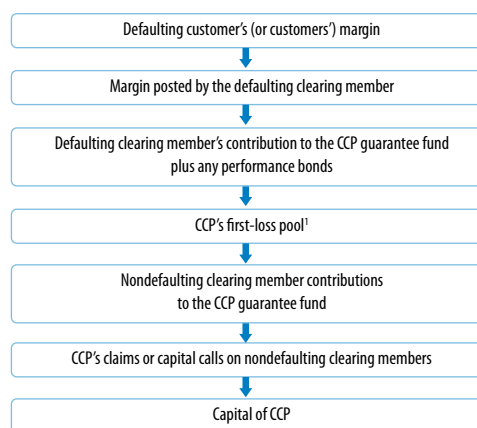 Defaulting customer's (or customers') margin
Margin posted by the defaulting clearing member
Defaulting clearing member's contribution to the CCP guarantee fund
plus any performance bonds
CCP's first-loss pool¹
Nondefaulting clearing member contributions
to the CCP guarantee fund
CCP's claims or capital calls on nondefaulting clearing members
Capital of CCP